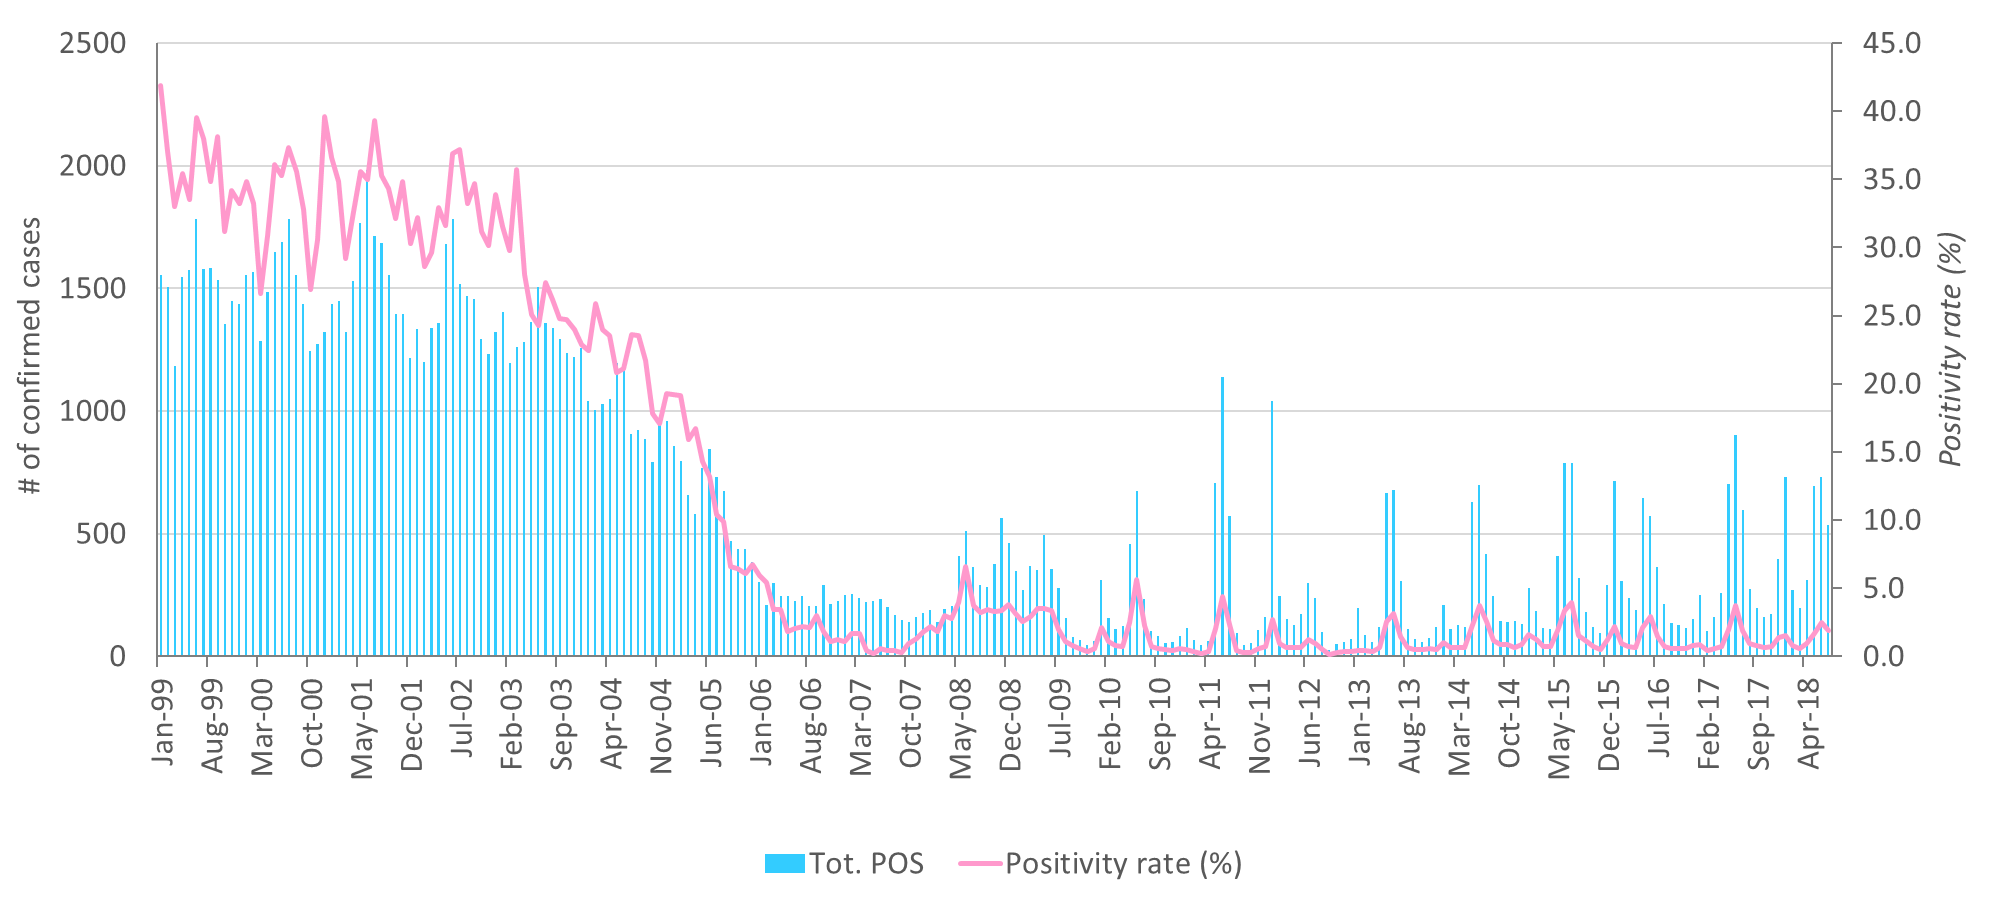 # of confirmed cases
2500
2000
1500
1000
500
0
45.0
40.0
35.0
30.0
25.0
20.0
15.0
10.0
5.0
0.0
Positivity rate (%)
Jan-99
Aug-99
Mar-00
Oct-00
May-01
Dec-01
Jul-02
Feb-03
Sep-03
Apr-04
Nov-04
Jun-05
Jan-06
Aug-06
Mar-07
Oct-07
May-08
Dec-08
Jul-09
Feb-10
Sep-10
Apr-11
Nov-11
Jun-12
Jan-13
Aug-13
Mar-14
Oct-14
May-15
Dec-15
Jul-16
Feb-17
Sep-17
Apr-18
Tot. POS
Positivity rate (%)